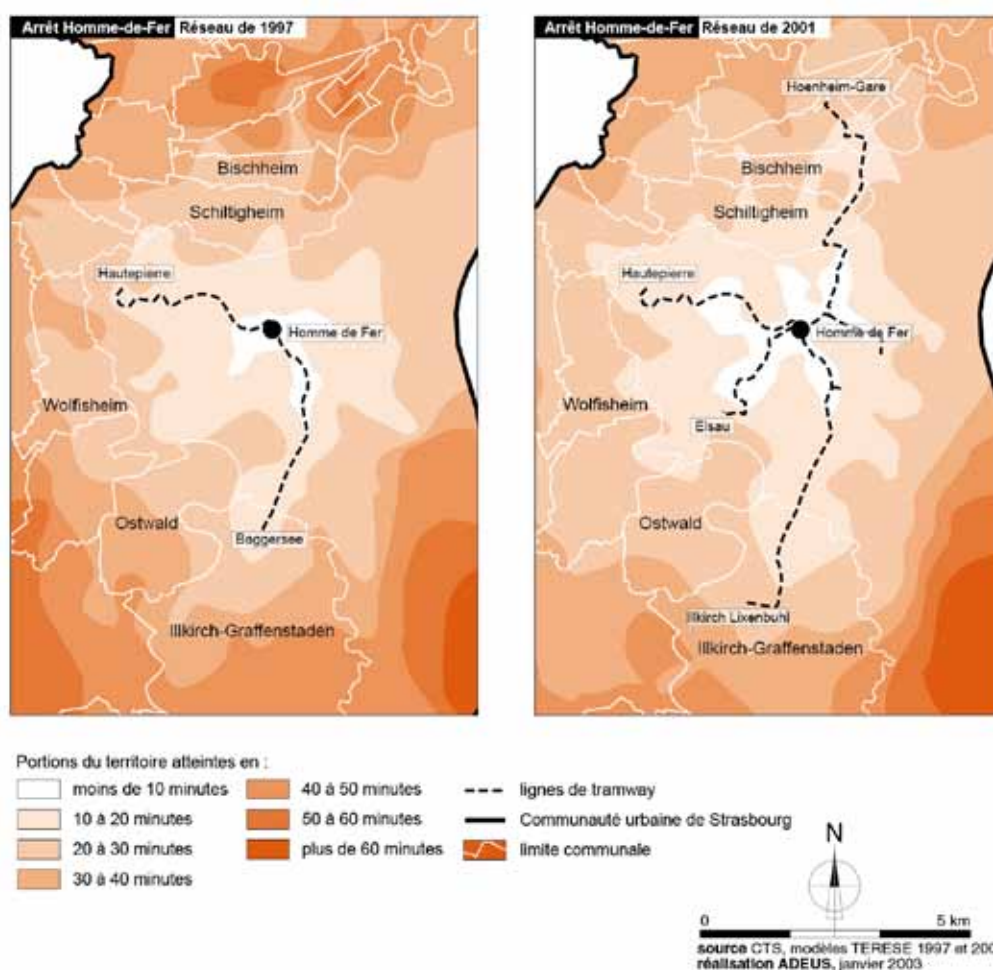 Arrêt Homme-de-Fer Réseau de 1997
Bischheim
Schiltigheim
Hautepierre
Homme de Fer
Wolfisheim
Ostwald
Baggersee
Illkirch-Graffenstaden
Arrêt Homme-de-Fer Réseau de 2001
Hoenheim-Gare
Bischheim
Schiltigheim
Hautepierre
Homme de Fer
Wolfisheim
Elsau
Ostwald
Illkirch Lixenbuhl
Illkirch-Graffenstaden
Portions du territoire atteintes en :
moins de 10 minutes
10 à 20 minutes
20 à 30 minutes
30 à 40 minutes
40 à 50 minutes
50 à 60 minutes
plus de 60 minutes
lignes de tramway
Communauté urbaine de Strasbourg
limite communale
N
0 5 km
source CTS, modèles TERESE 1997 et 200
réalisation ADEUS, janvier 2003